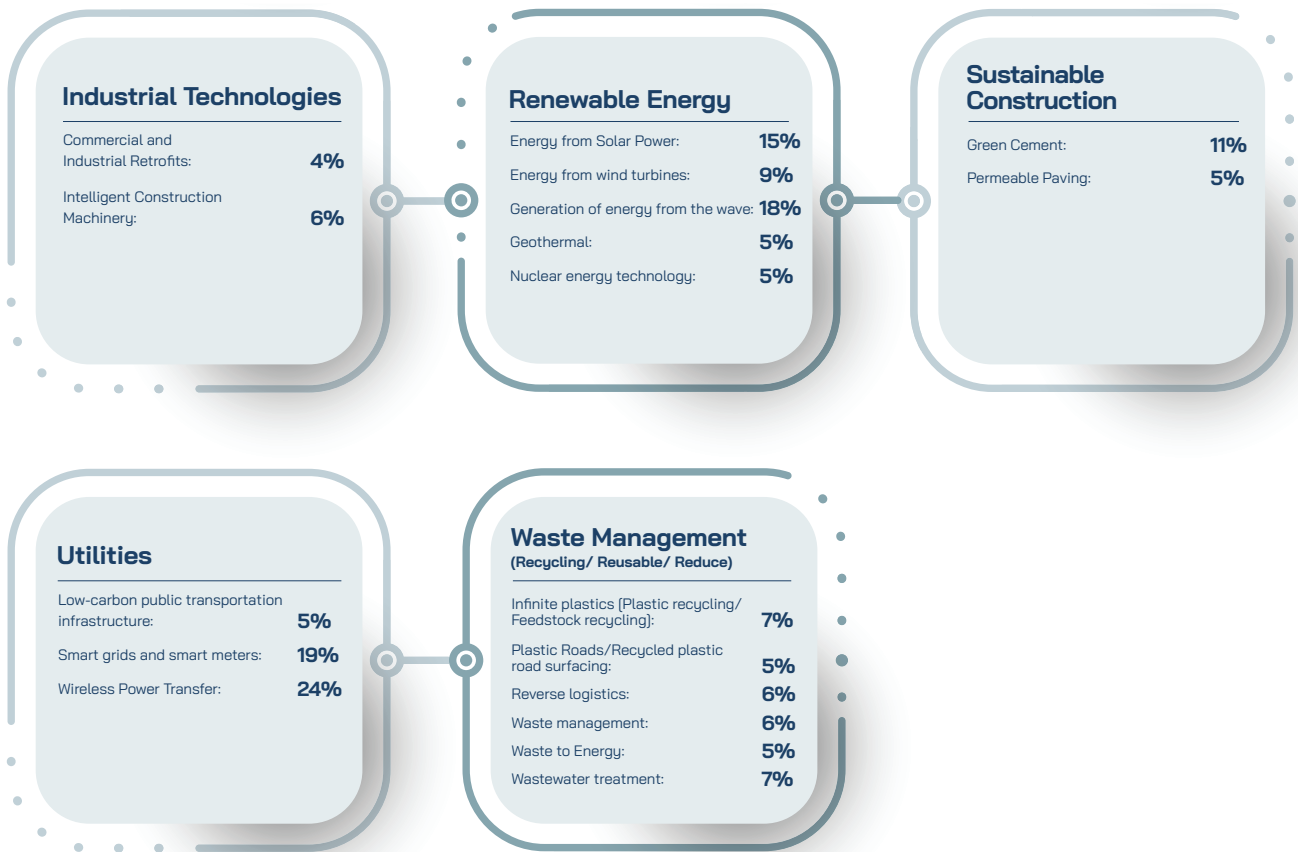 Industrial Technologies
Commercial and
Industrial Retrofits: 4%
Intelligent Construction
Machinery: 6%
Renewable Energy
Energy from Solar Power: 15%
Energy from wind turbines: 9%
Generation of energy from the wave: 18%
Geothermal: 5%
Nuclear energy technology: 5%
Sustainable
Construction
Green Cement: 11%
Permeable Paving: 5%
Utilities
Low-carbon public transportation
infrastructure: 5%
Smart grids and smart meters: 19%
Wireless Power Transfer: 24%
Waste Management
(Recycling/ Reusable/ Reduce)
Infinite plastics (Plastic recycling/
Feedstock recycling): 7%
Plastic Roads/Recycled plastic
road surfacing: 5%
Reverse logistics: 6%
Waste management: 6%
Waste to Energy: 5%
Wastewater treatment: 7%